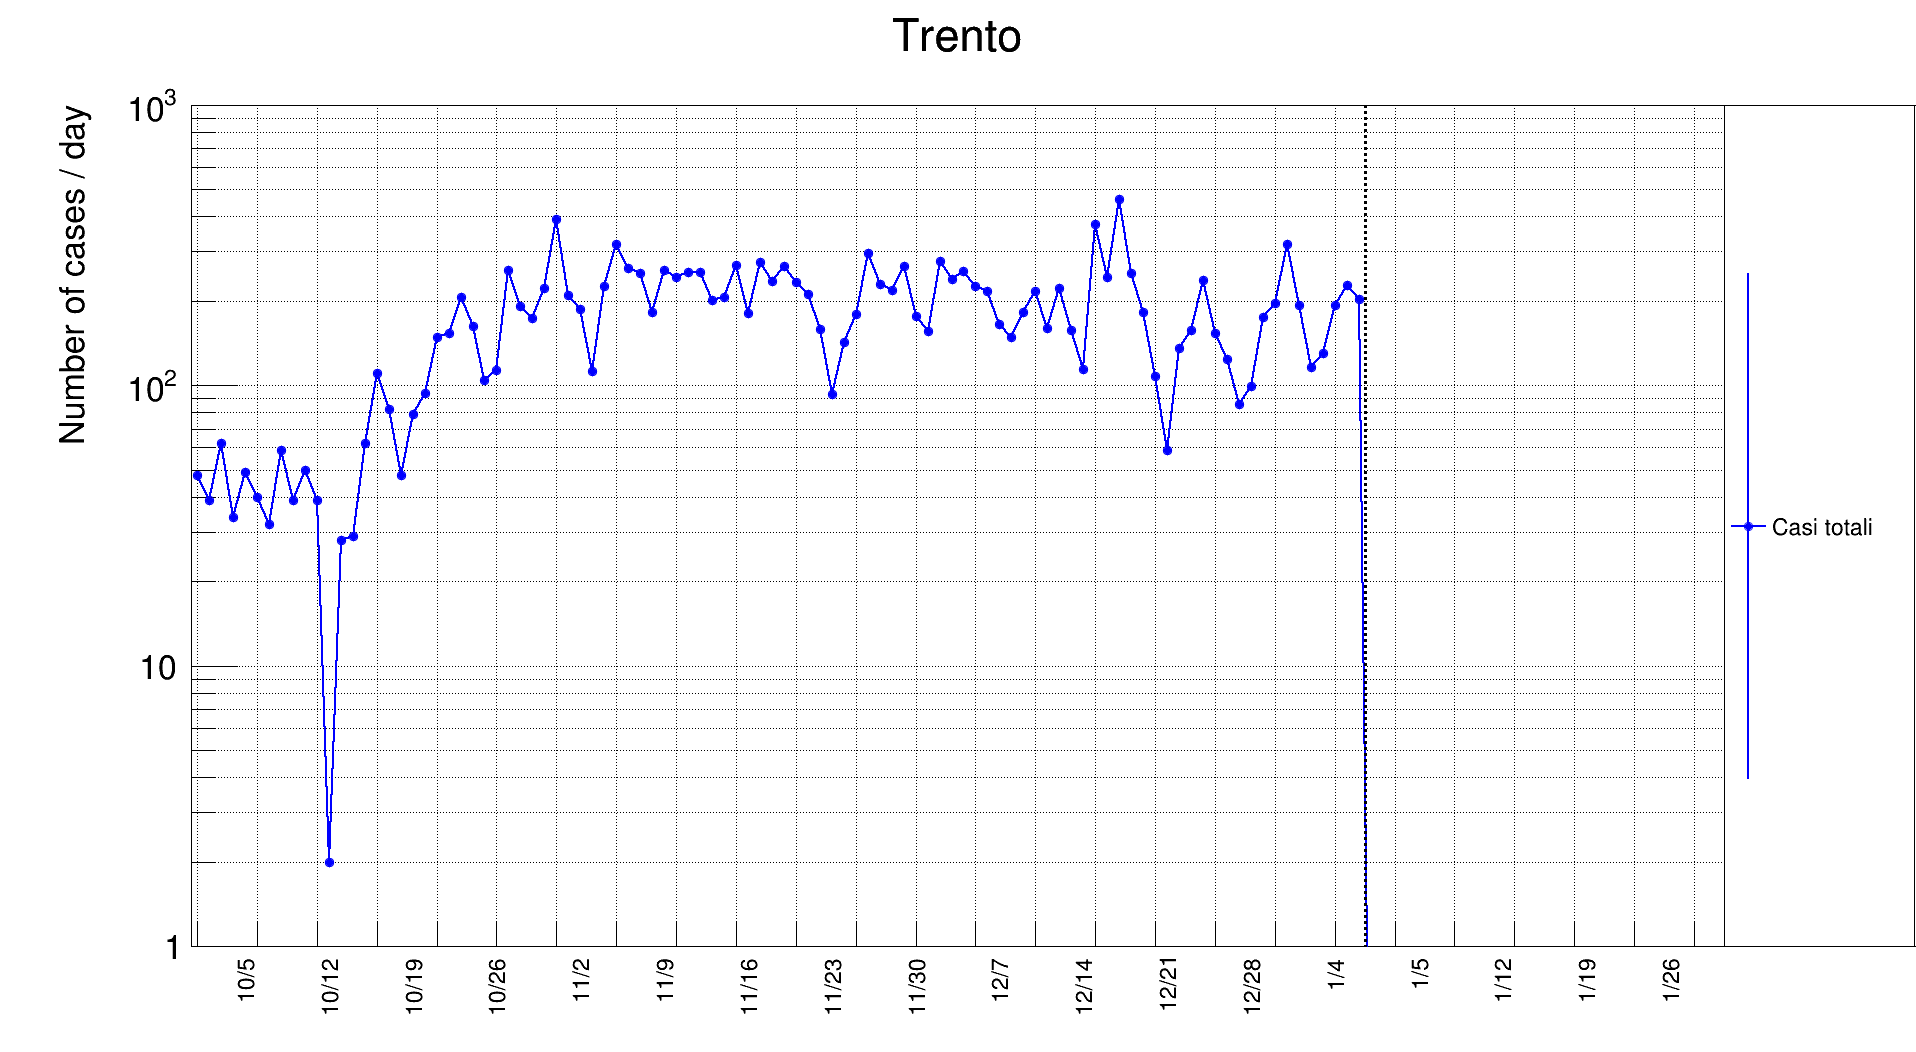 Trento
Number of cases / day
10³
10²
10
1
10/5 10/12 10/19 10/26 11/2 11/9 11/16 11/23 11/30 12/7 12/14 12/21 12/28 1/4 1/5 1/12 1/19 1/26
Casi totali